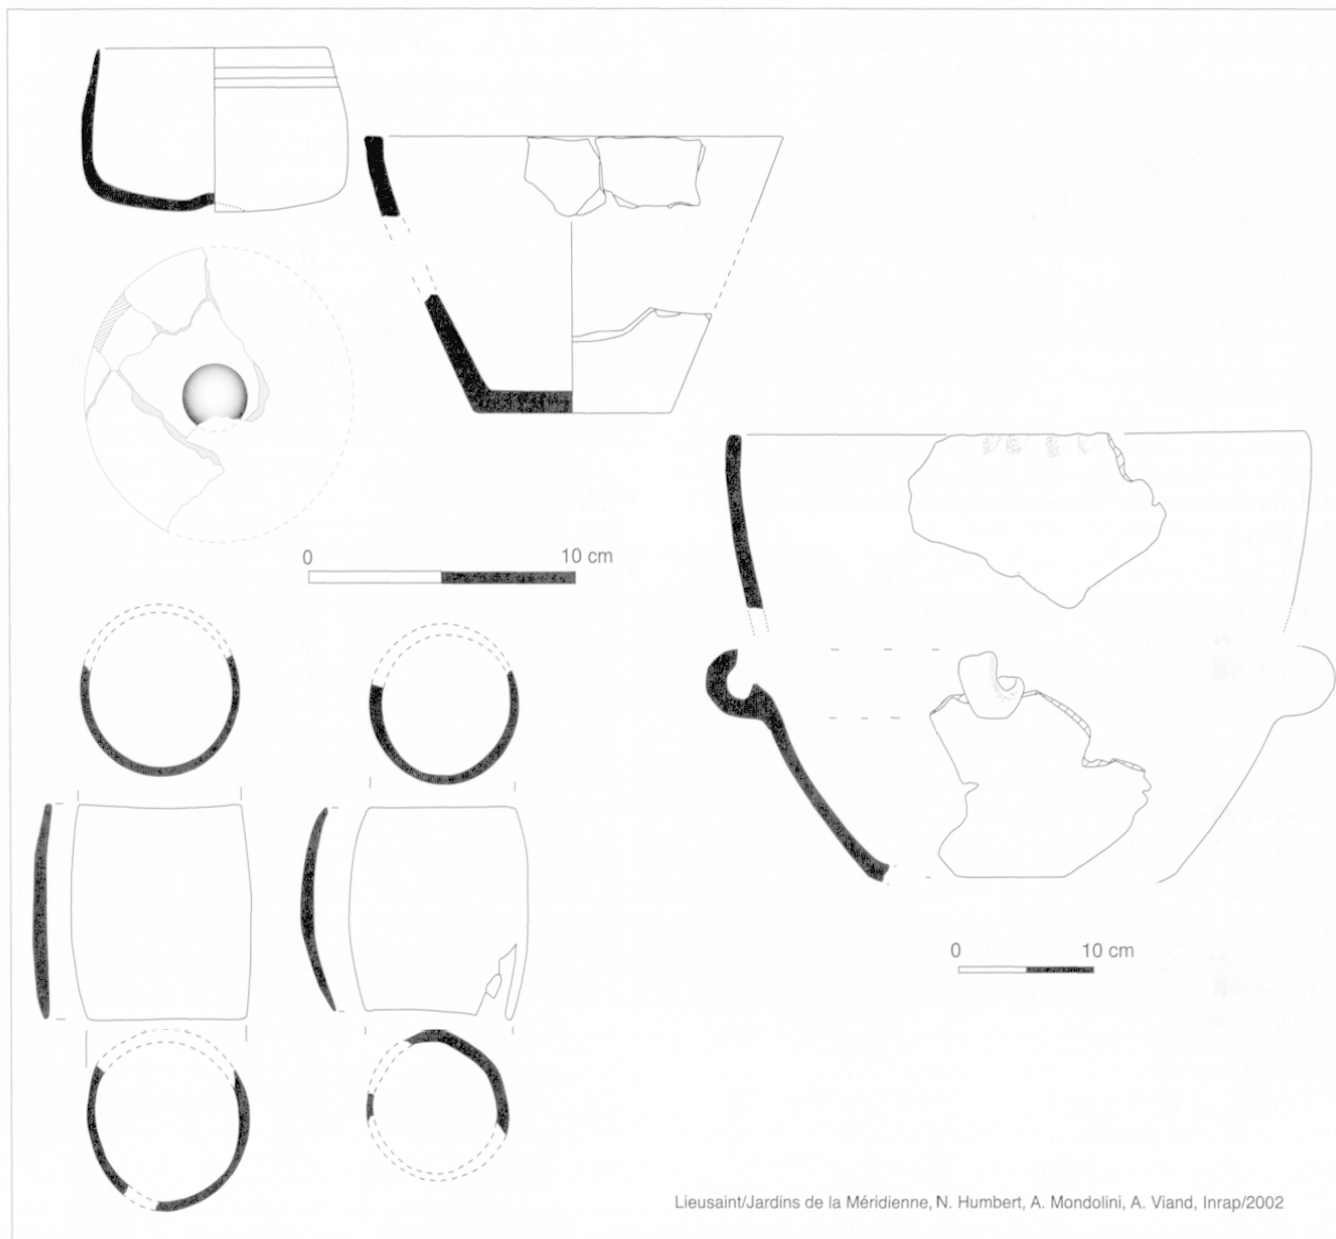 0 10 cm
0 10 cm
Lieusaint/Jardins de la Méridienne, N. Humbert, A. Mondolini, A. Viand, Inrap/2002